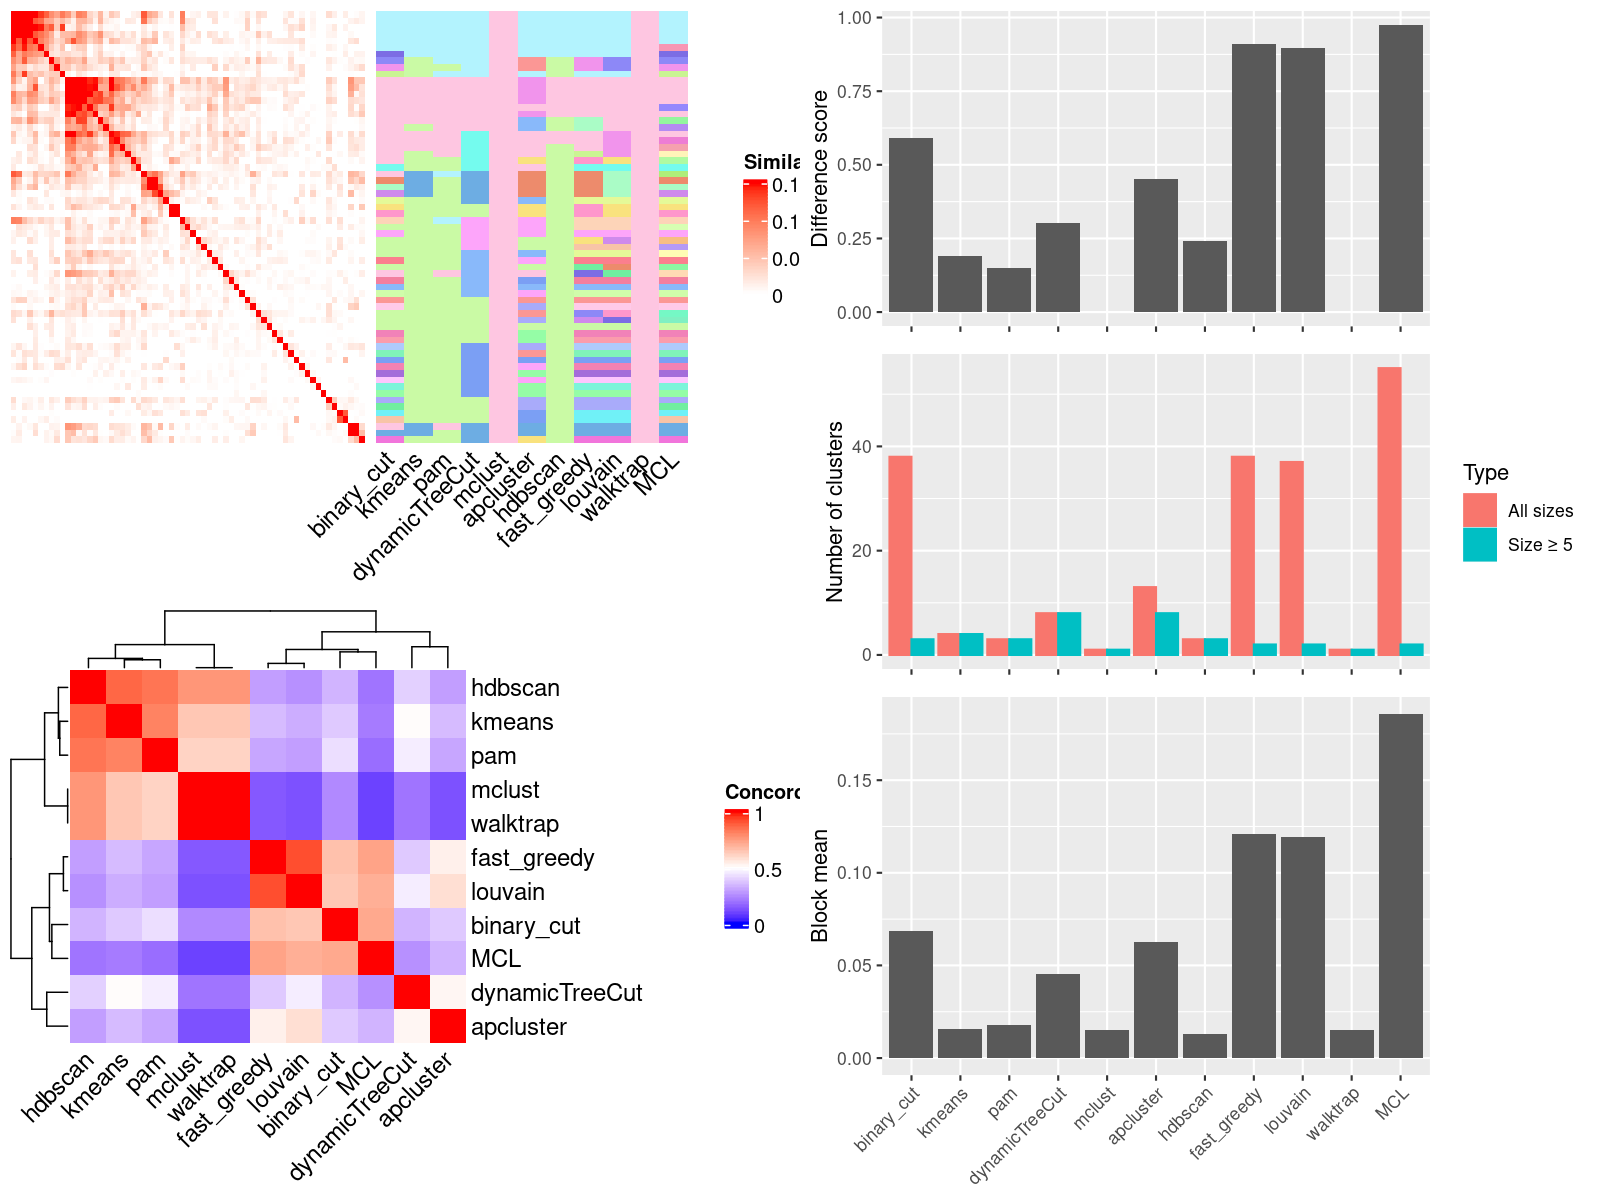 Simila
0.1
0.1
0.0
0
binary_cut
kmeans
pam
dynamicTreeCut
mclust
apcluster
hdbscan
fast_greedy
louvain
walktrap
MCL
hdbscan
kmeans
pam
mclust
walktrap
fast_greedy
louvain
binary_cut
MCL
dynamicTreeCut
apcluster
hdbscan
kmeans
pam
mclust
walktrap
fast_greedy
louvain
binary_cut
MCL
dynamicTreeCut
apcluster
Concord
1
0.5
0
Difference score
1.00
0.75
0.50
0.25
0.00
Number of clusters
40
20
0
Type
All sizes
Size ≥ 5
Block mean
0.15
0.10
0.05
0.00
binary_cut
kmeans
pam
dynamicTreeCut
mclust
apcluster
hdbscan
fast_greedy
louvain
walktrap
MCL